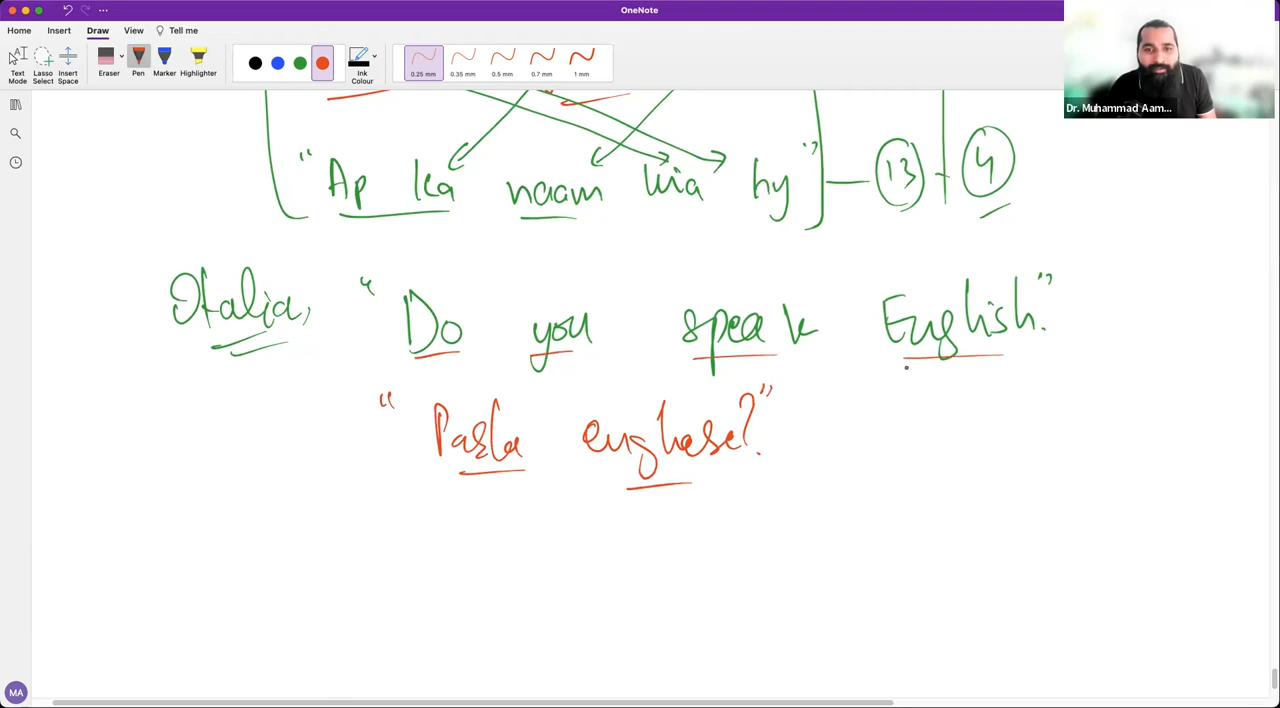 OneNote
Home Insert Draw View Tell me
Text Mode Lasso Select Insert Space Eraser Pen Marker Highlighter Ink Colour 0.25 mm 0.35 mm 0.5 mm 0.7 mm 1 mm
Dr. Muhammad Aam...
"Ap ka naam kia hy" 13 4
Italia, "Do you speak English."
"Parla enghese?"
MA